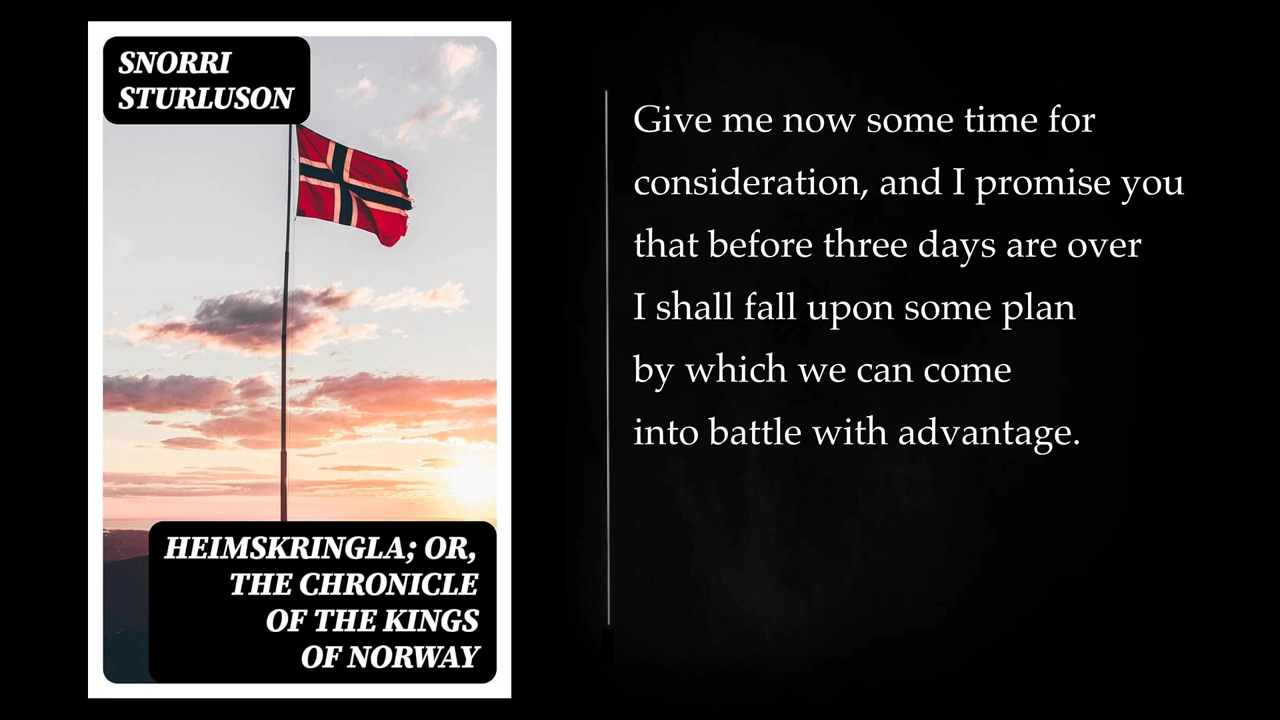 SNORRI
STURLUSON
HEIMSKRINGLA; OR,
THE CHRONICLE
OF THE KINGS
OF NORWAY
Give me now some time for
consideration, and I promise you
that before three days are over
I shall fall upon some plan
by which we can come
into battle with advantage.